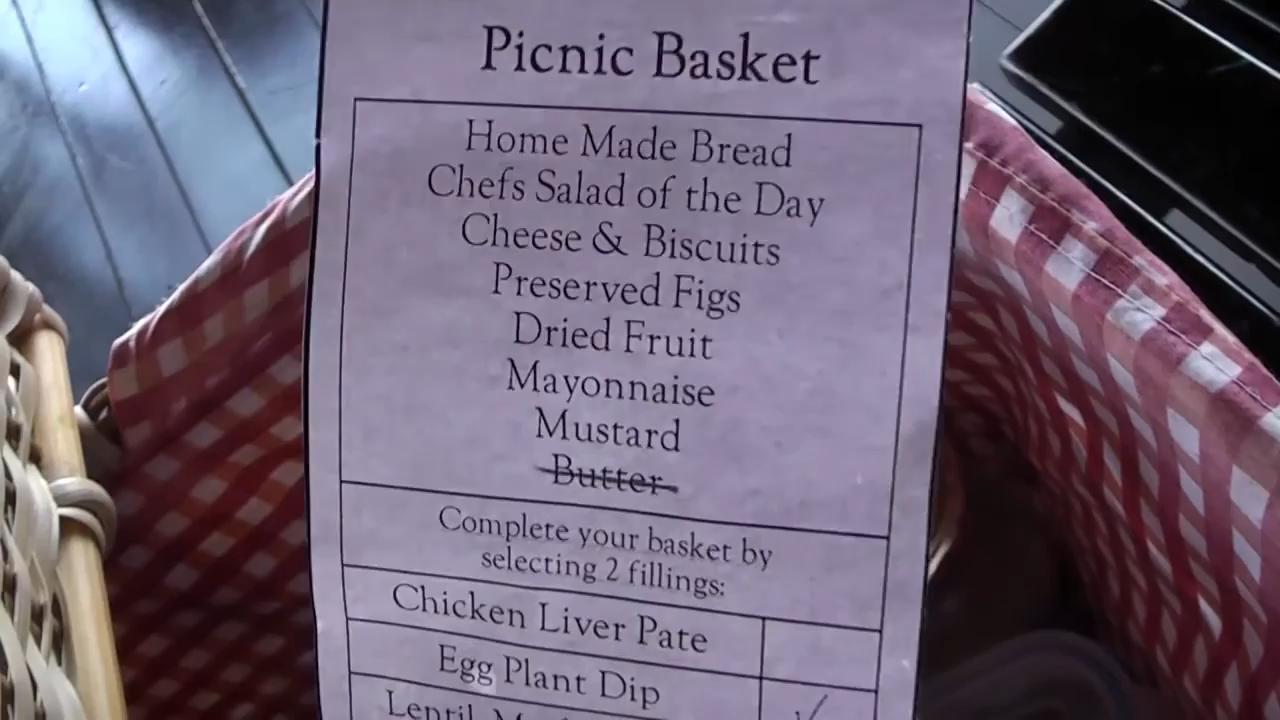 Picnic Basket
Home Made Bread
Chefs Salad of the Day
Cheese & Biscuits
Preserved Figs
Dried Fruit
Mayonnaise
Mustard
Butter
Complete your basket by
selecting 2 fillings:
Chicken Liver Pate
Egg Plant Dip
Lentil